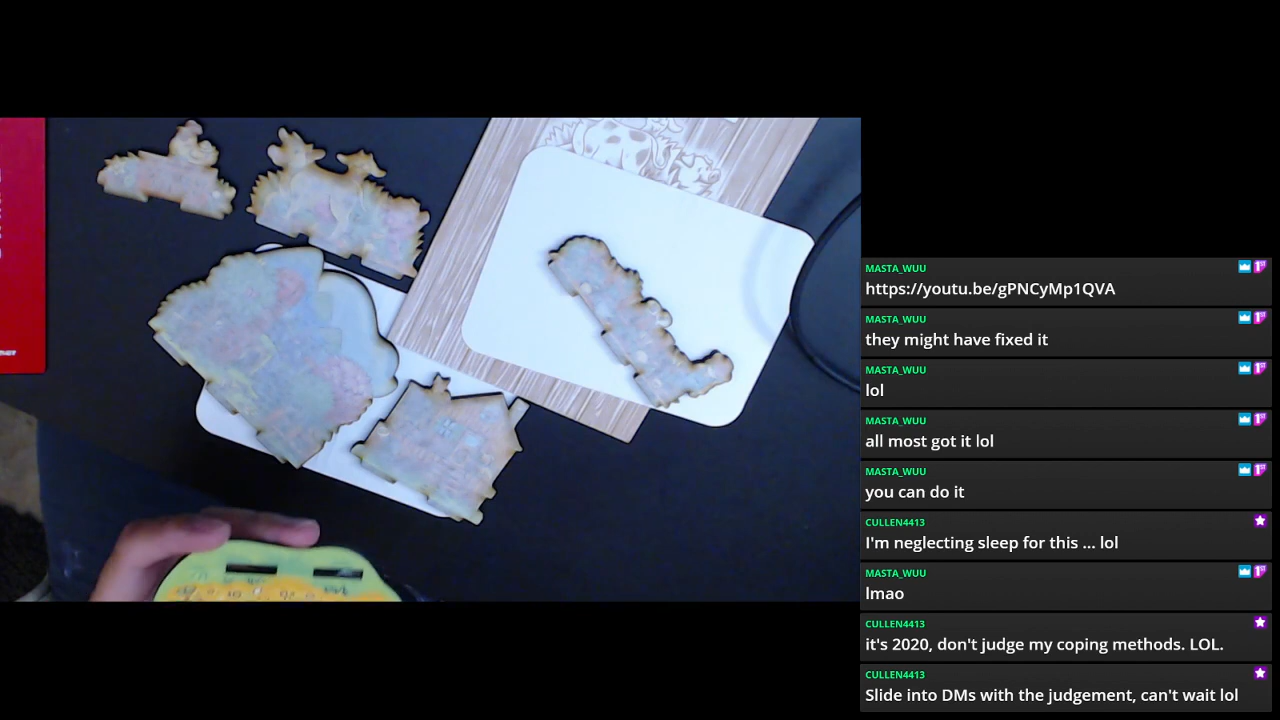 MASTA_WUU
https://youtu.be/gPNCyMp1QVA
MASTA_WUU
they might have fixed it
MASTA_WUU
lol
MASTA_WUU
all most got it lol
MASTA_WUU
you can do it
CULLEN4413
I'm neglecting sleep for this ... lol
MASTA_WUU
lmao
CULLEN4413
it's 2020, don't judge my coping methods. LOL.
CULLEN4413
Slide into DMs with the judgement, can't wait lol